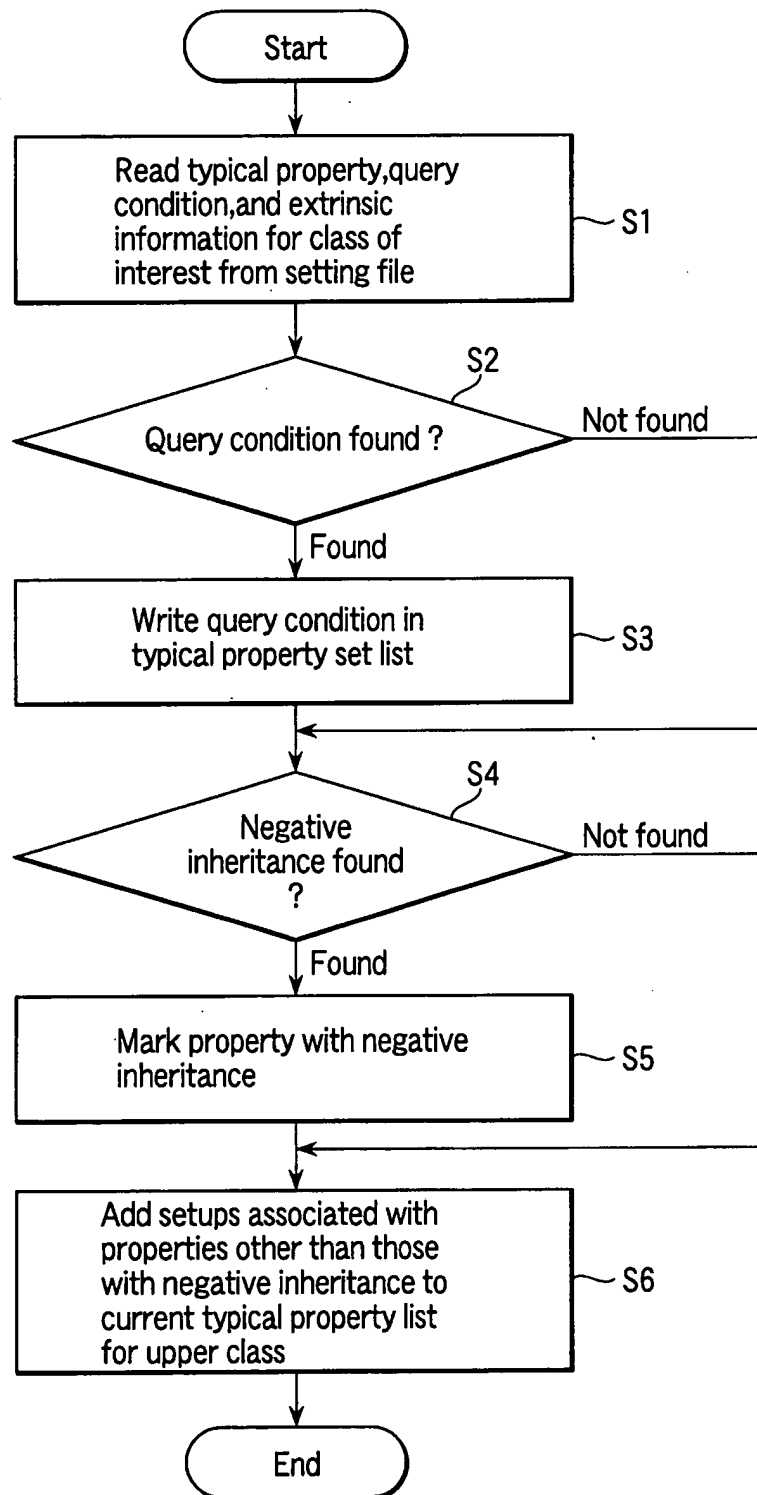 Start
Read typical property,query
condition,and extrinsic
information for class of
interest from setting file
S1
S2
Query condition found ?
Not found
Found
Write query condition in
typical property set list
S3
S4
Negative
inheritance found
?
Not found
Found
Mark property with negative
inheritance
S5
Add setups associated with
properties other than those
with negative inheritance to
current typical property list
for upper class
S6
End